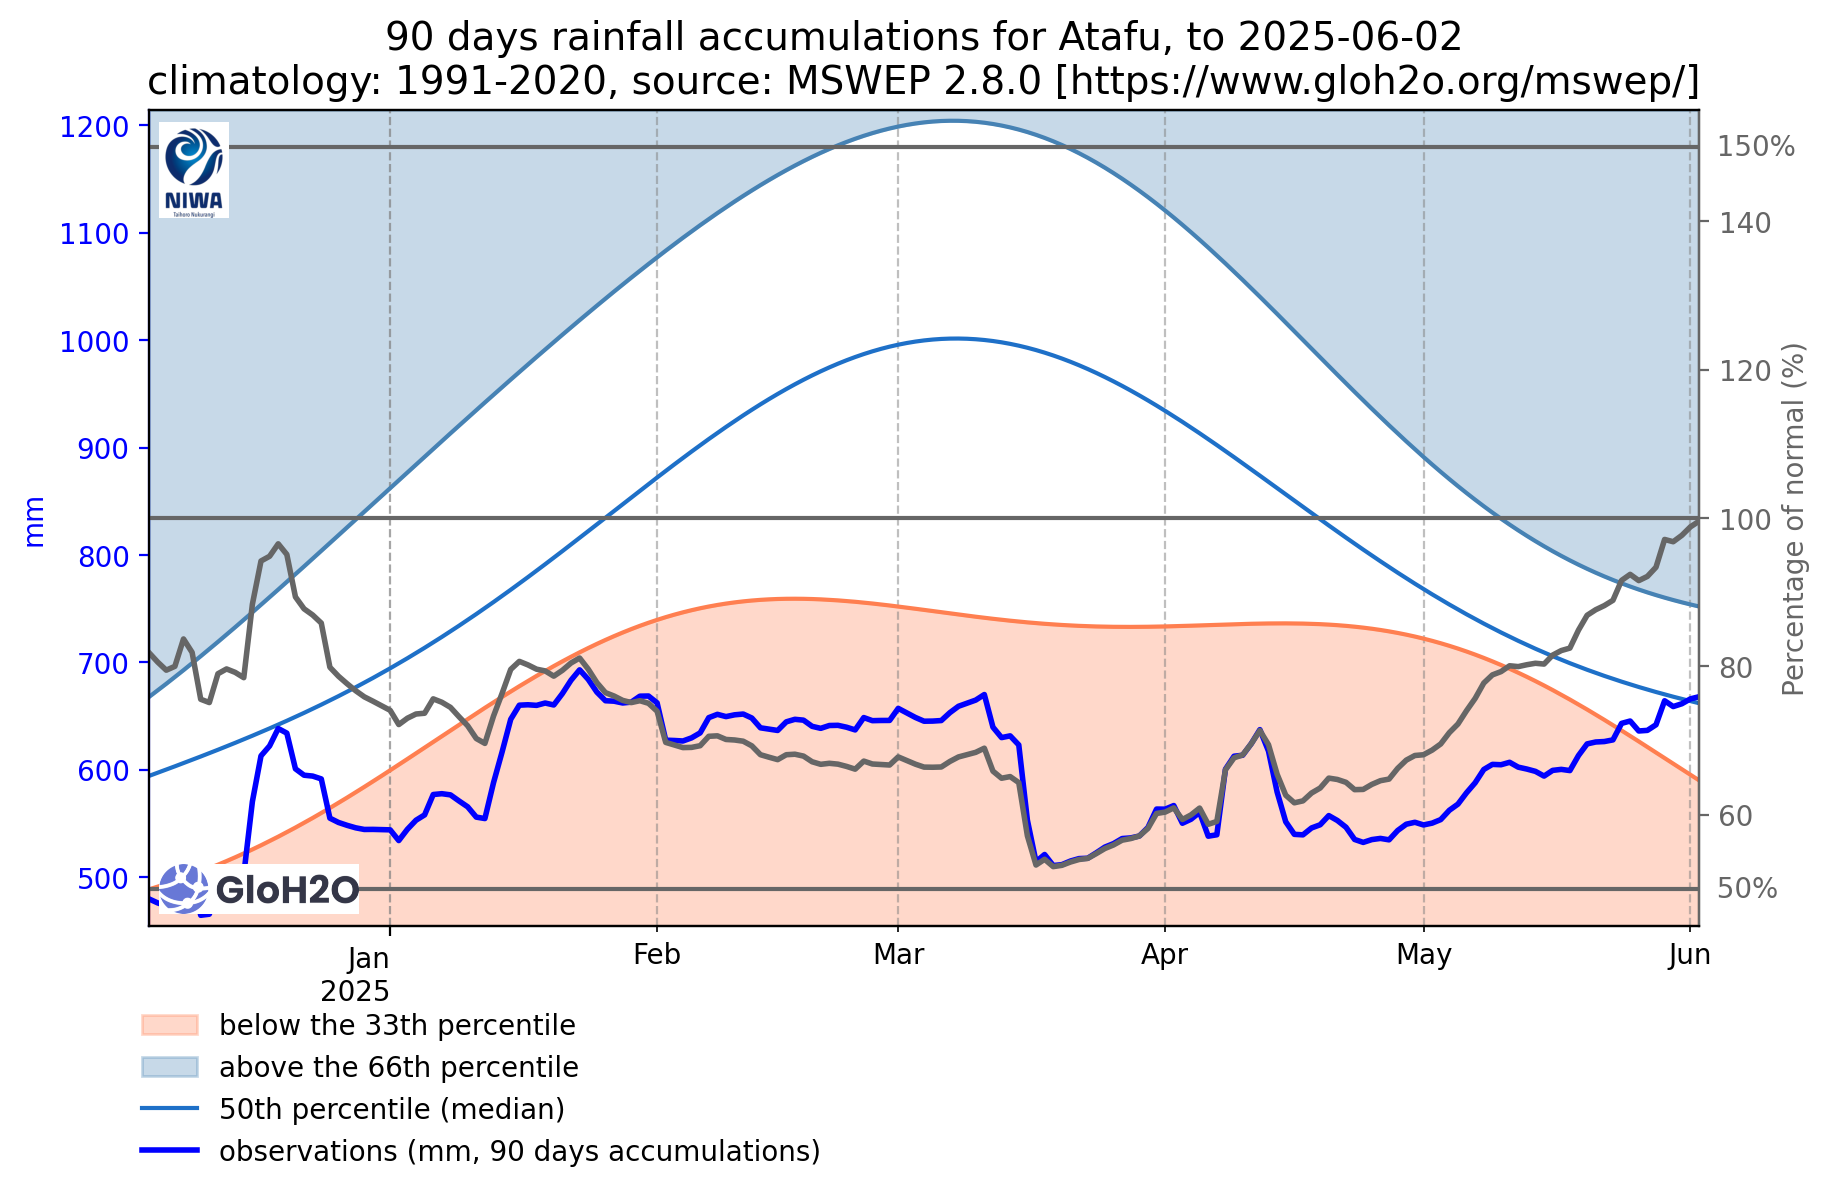 90 days rainfall accumulations for Atafu, to 2025-06-02
climatology: 1991-2020, source: MSWEP 2.8.0 [https://www.gloh2o.org/mswep/]
1200
1100
1000
900
800
700
600
500
mm
NIWA
Taihoro Nukurangi
GloH2O
150%
140
120
100
80
60
50%
Percentage of normal (%)
Jan
2025
Feb
Mar
Apr
May
Jun
below the 33th percentile
above the 66th percentile
50th percentile (median)
observations (mm, 90 days accumulations)